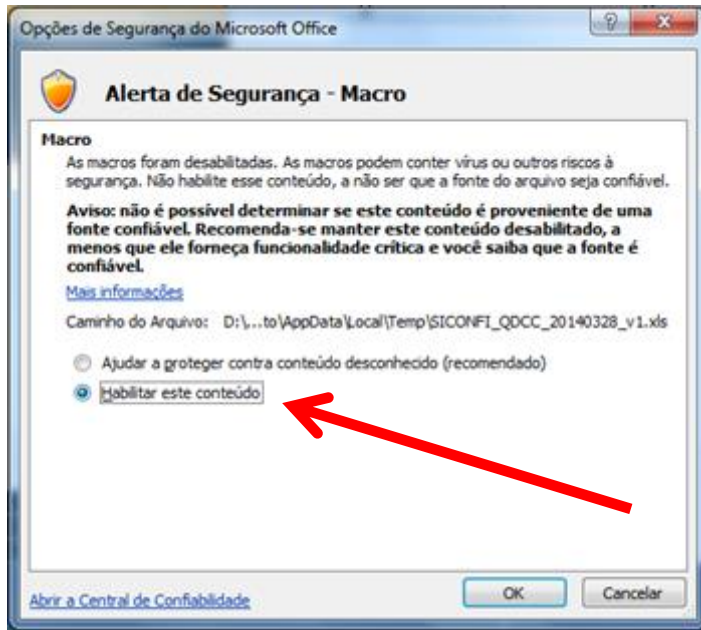 Opções de Segurança do Microsoft Office
Alerta de Segurança - Macro
Macro
As macros foram desabilitadas. As macros podem conter vírus ou outros riscos à
segurança. Não habilite esse conteúdo, a não ser que a fonte do arquivo seja confiável.
Aviso: não é possível determinar se este conteúdo é proveniente de uma
fonte confiável. Recomenda-se manter este conteúdo desabilitado, a
menos que ele forneça funcionalidade crítica e você saiba que a fonte é
confiável.
Mais informações
Caminho do Arquivo: D:\...to\AppData\Local\Temp\SICONFI_QDCC_20140328_v1.xls
Ajudar a proteger contra conteúdo desconhecido (recomendado)
Habilitar este conteúdo
Abrir a Central de Confiabilidade
OK
Cancelar